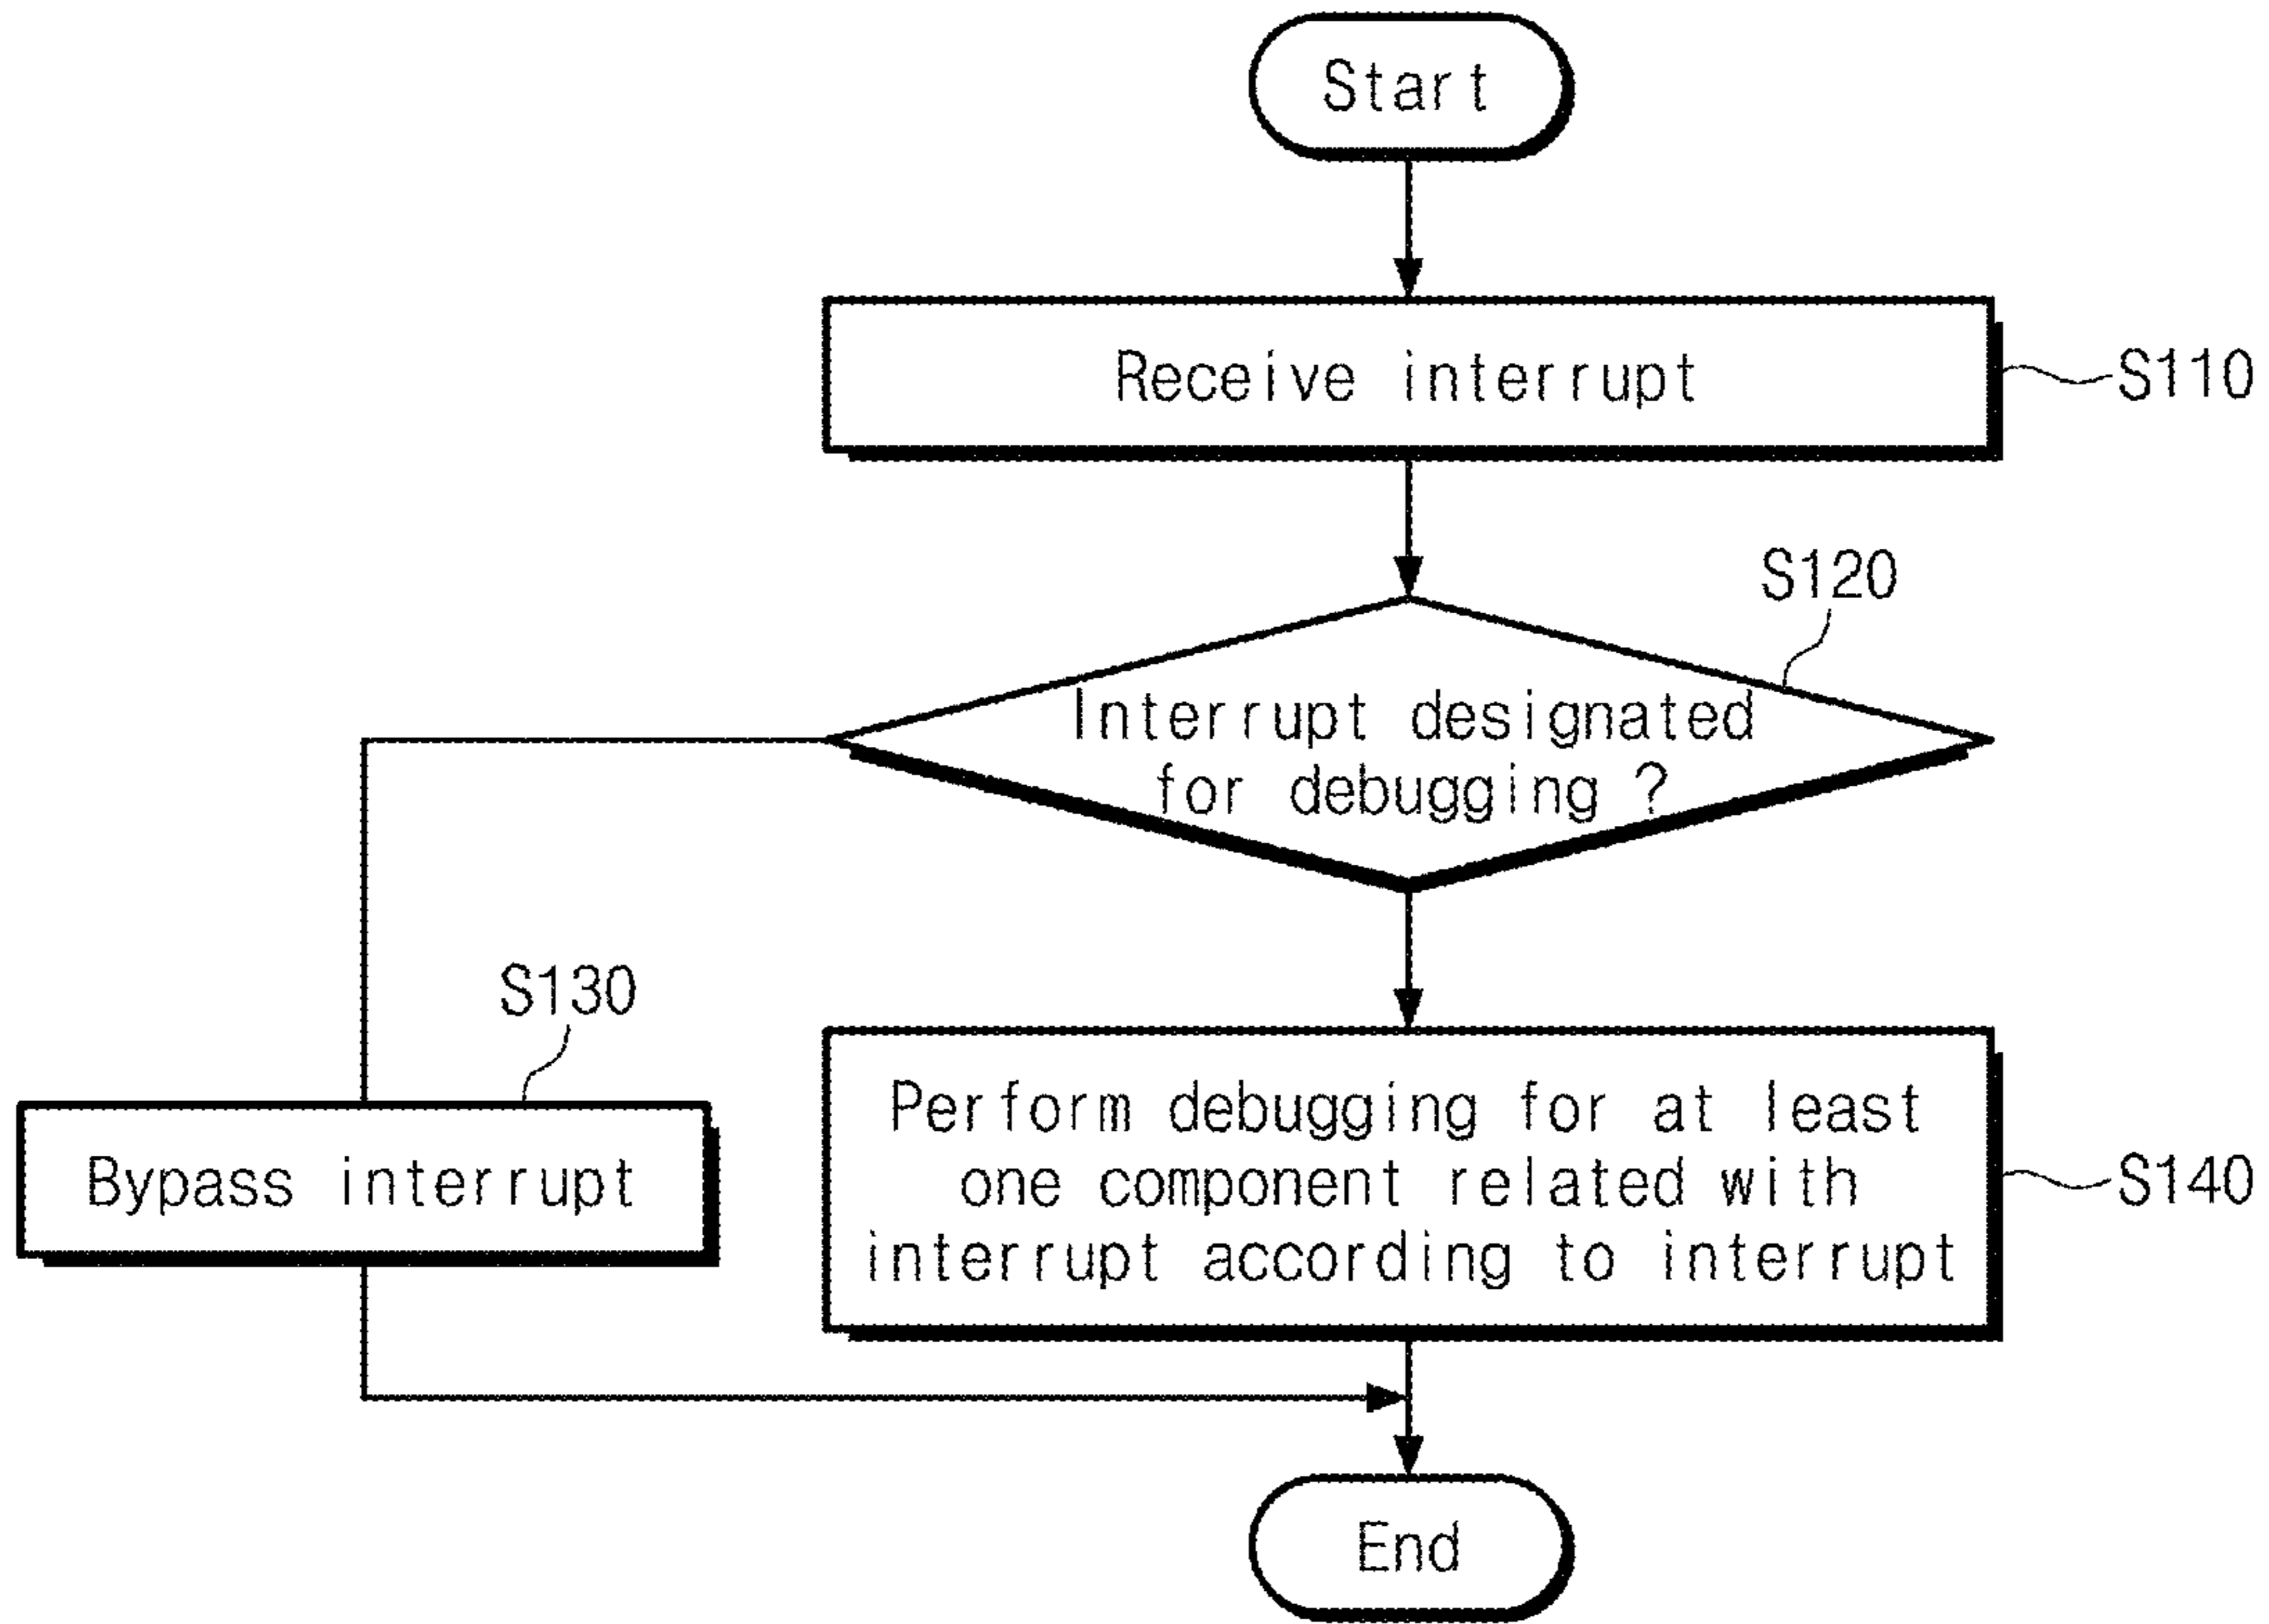 Start
Receive interrupt
S110
S120
Interrupt designated
for debugging ?
S130
Bypass interrupt
Perform debugging for at least
one component related with
interrupt according to interrupt
S140
End